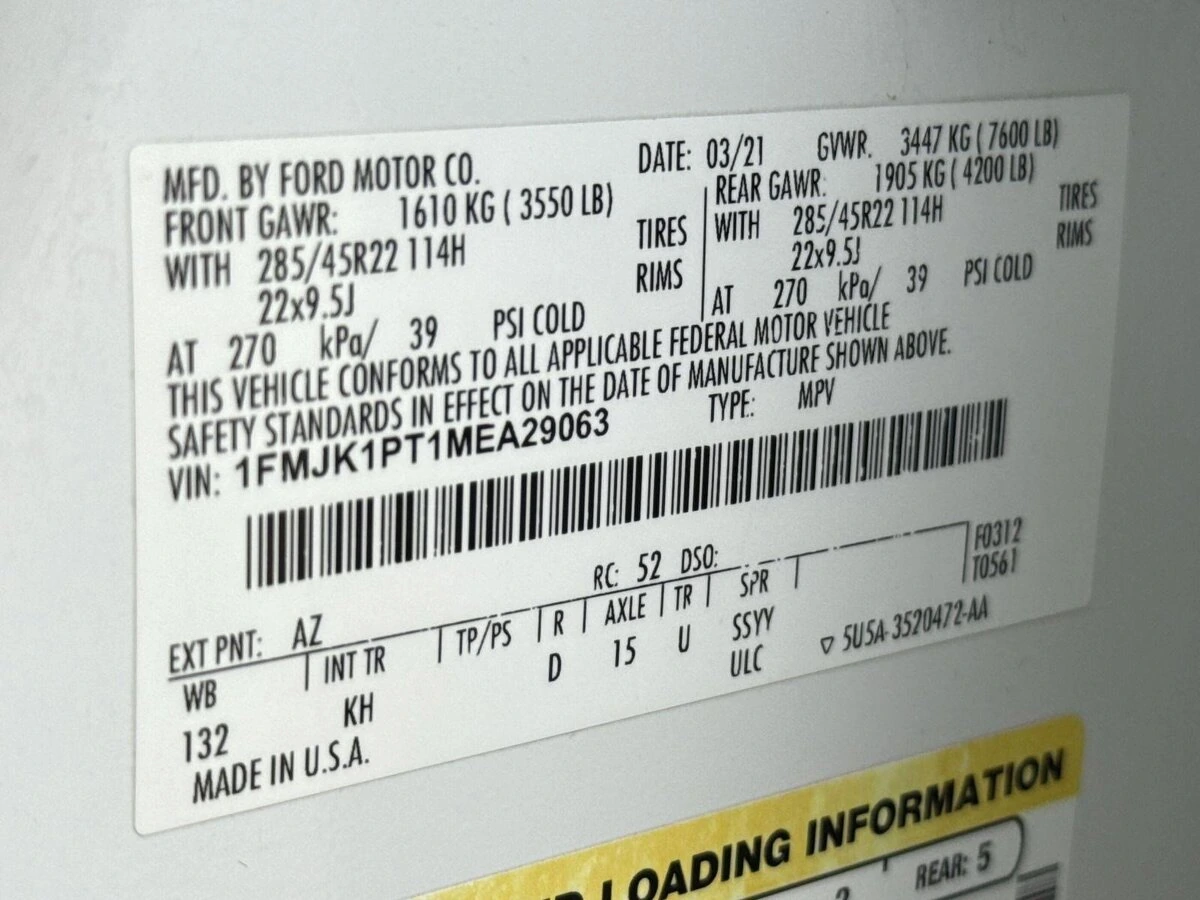 MFD. BY FORD MOTOR CO. DATE: 03/21 GVWR. 3447 KG ( 7600 LB)
FRONT GAWR: 1610 KG ( 3550 LB) REAR GAWR: 1905 KG ( 4200 LB)
WITH 285/45R22 114H TIRES WITH 285/45R22 114H TIRES
22x9.5J RIMS 22x9.5J RIMS
AT 270 kPa/ 39 PSI COLD AT 270 kPa/ 39 PSI COLD
THIS VEHICLE CONFORMS TO ALL APPLICABLE FEDERAL MOTOR VEHICLE
SAFETY STANDARDS IN EFFECT ON THE DATE OF MANUFACTURE SHOWN ABOVE.
VIN: 1FMJK1PT1MEA29063 TYPE: MPV
F0312
T0561
EXT PNT: AZ RC: 52 DSO:
WB INT TR TP/PS R AXLE TR SPR
132 KH D 15 U SSYY
ULC
▽ 5U5A-3520472-AA
MADE IN U.S.A.
LOADING INFORMATION
REAR: 5